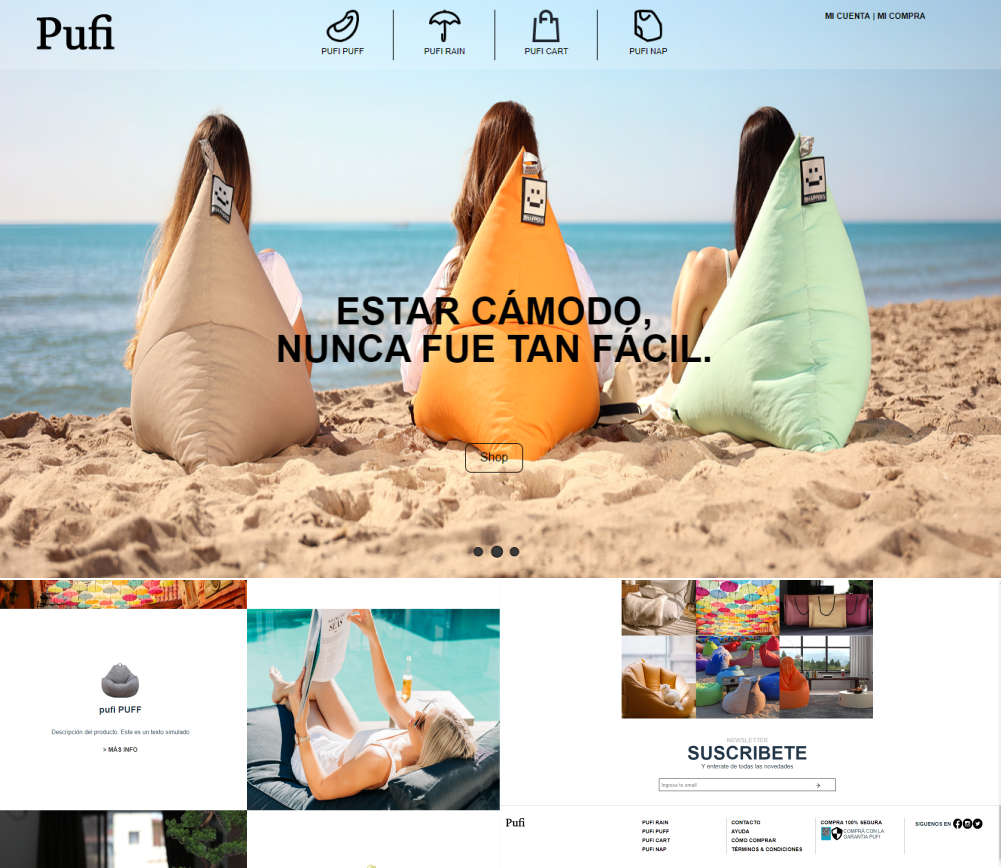 Pufi
PUFI PUFF
PUFI RAIN
PUFI CART
PUFI NAP
MI CUENTA | MI COMPRA
ESTAR CÁMODO,
NUNCA FUE TAN FÁCIL.
Shop
pufi PUFF
Descripción del producto. Este es un texto simulado
> MÁS INFO
NEWSLETTER
SUSCRIBETE
Y enterate de todas las novedades
Ingresa tu email
Pufi
PUFI RAIN
PUFI PUFF
PUFI CART
PUFI NAP
CONTACTO
AYUDA
CÓMO COMPRAR
TÉRMINOS & CONDICIONES
COMPRA 100% SEGURA
COMPRÁ CON LA
GARANTIA PUFI
SIGUENOS EN